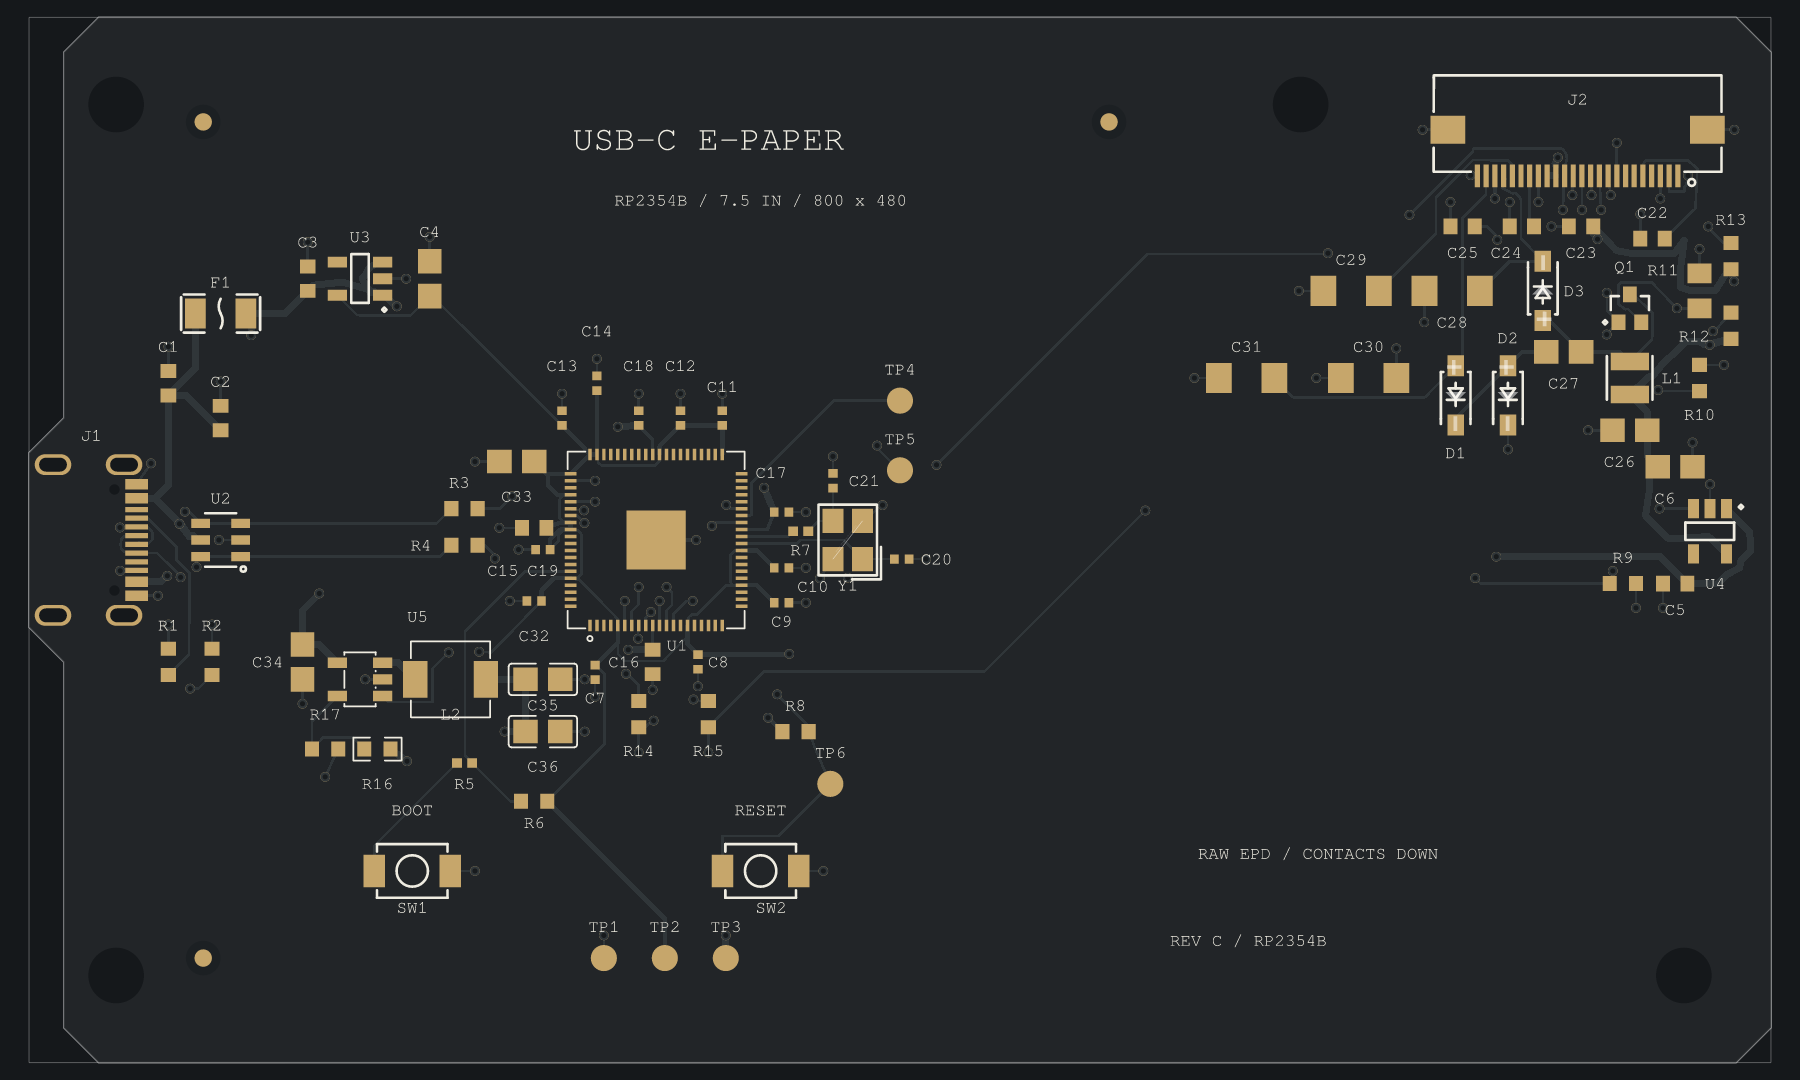 J2
USB-C E-PAPER
RP2354B / 7.5 IN / 800 x 480
C22
R13
C3
U3
C4
C25
C24
C23
C29
Q1
R11
F1
D3
C28
C14
D2
R12
C1
C31
C30
C13
C18
C12
TP4
L1
C2
C11
C27
R10
J1
TP5
D1
C26
C17
R3
C33
C21
U2
C6
R4
R7
C15
C19
C20
Y1
C10
R9
U4
C9
C5
U5
R1
R2
C32
U1
C34
C16
C8
C7
R17
L2
C35
R8
R14
R15
TP6
C36
R16
R5
BOOT
RESET
R6
RAW EPD / CONTACTS DOWN
SW1
SW2
TP1
TP2
TP3
REV C / RP2354B